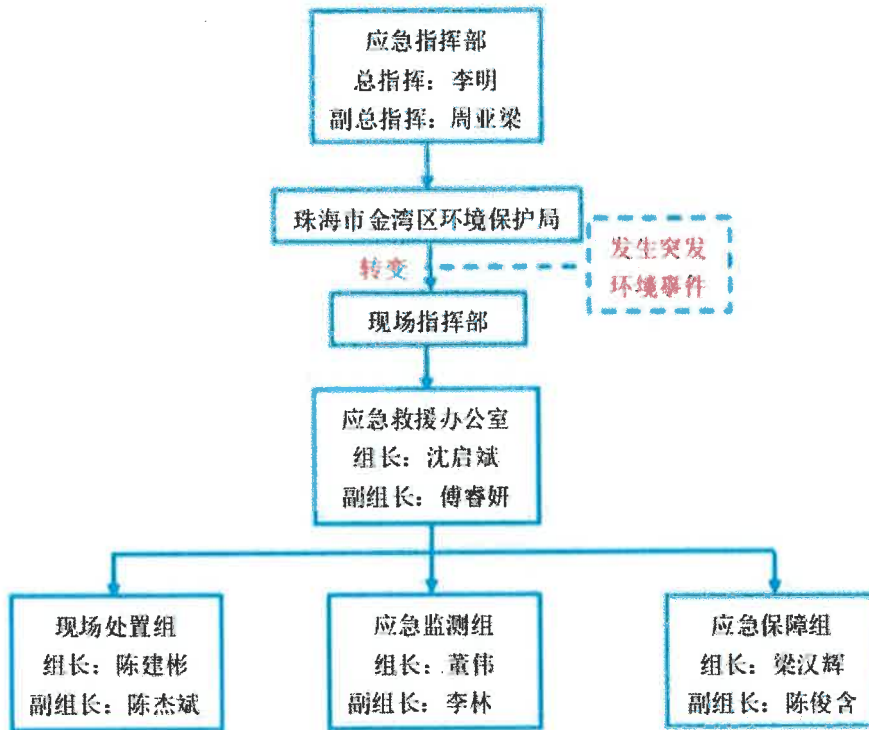 应急指挥部
总指挥：李明
副总指挥：周亚梁
珠海市金湾区环境保护局
转变
发生突发
环境事件
现场指挥部
应急救援办公室
组长：沈启斌
副组长：傅睿妍
现场处置组
组长：陈建彬
副组长：陈杰斌
应急监测组
组长：董伟
副组长：李林
应急保障组
组长：梁汉辉
副组长：陈俊含